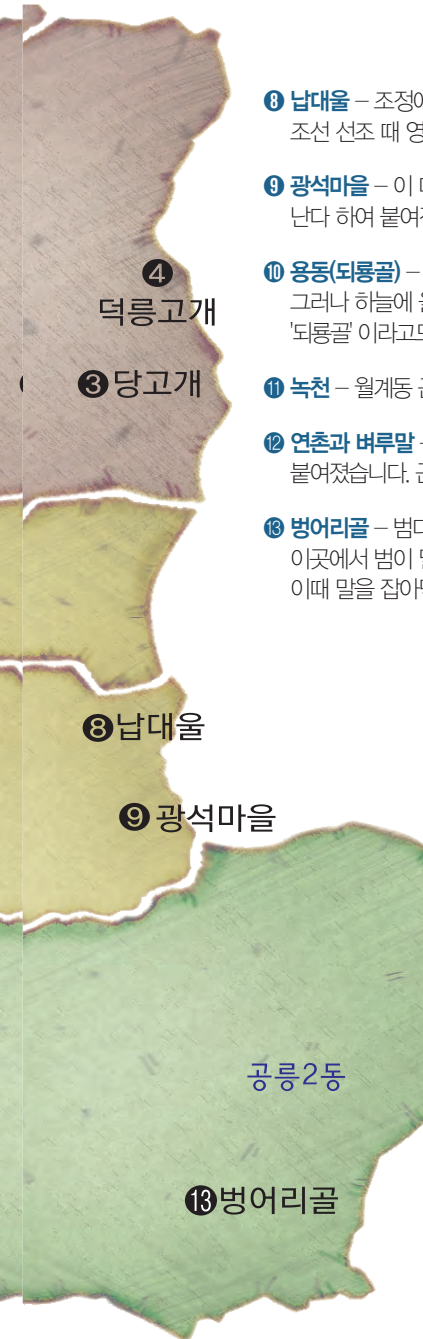 ❹
덕릉고개
❸ 당고개
❽ 납대울
❾ 광석마을
공릉2동
⓭ 벙어리골
❽ 납대울 – 조정에
조선 선조 때 영
❾ 광석마을 – 이
난다 하여
❿ 용동(되룡골) –
그러나 하늘에
'되룡골' 이라고도
⓫ 녹천 – 월계동
⓬ 연촌과 벼루말 –
붙여졌습니다.
⓭ 벙어리골 – 범
이곳에서 범이
이때 말을